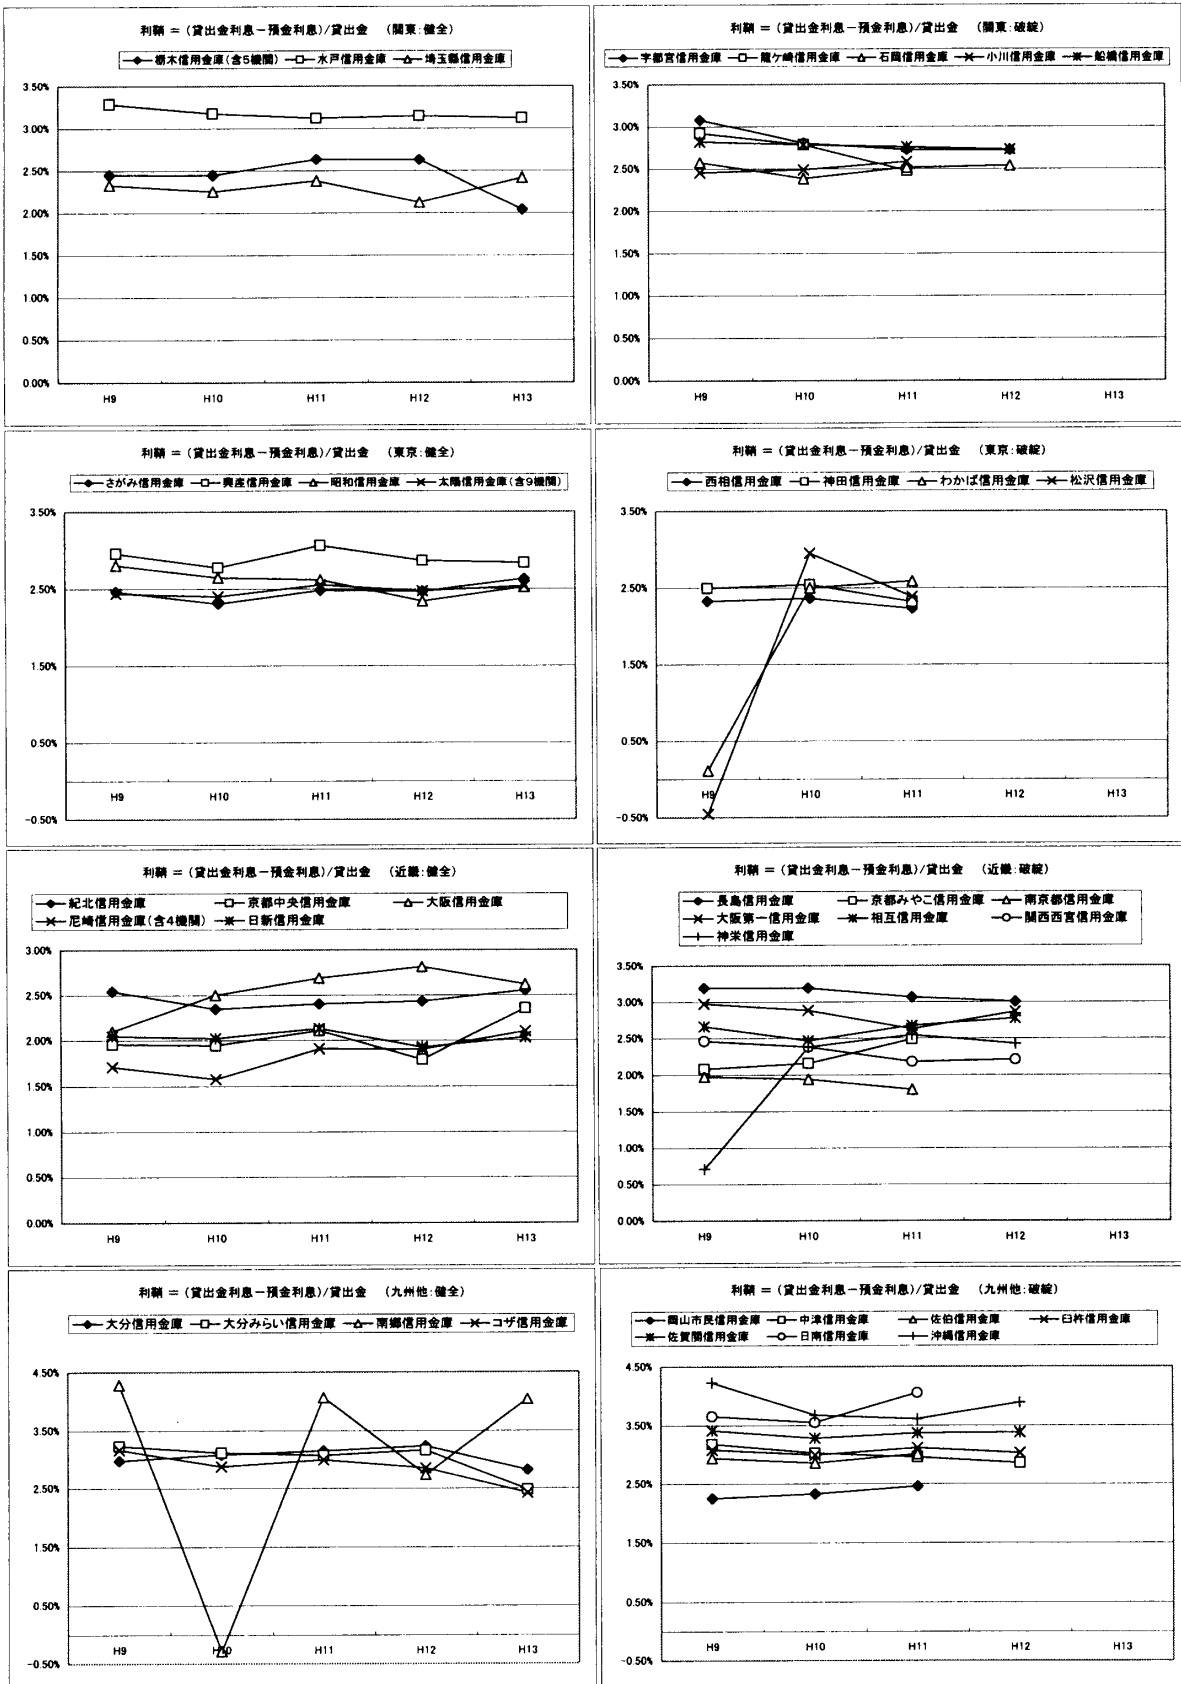 利鞘 = (貸出金利息-預金利息)/貸出金 (関東:健全)
栃木信用金庫(含5機関) 水戸信用金庫 埼玉縣信用金庫
3.50%
3.00%
2.50%
2.00%
1.50%
1.00%
0.50%
0.00%
H9 H10 H11 H12 H13
利鞘 = (貸出金利息-預金利息)/貸出金 (関東:破綻)
宇都宮信用金庫 龍ケ崎信用金庫 石岡信用金庫 小川信用金庫 船橋信用金庫
3.50%
3.00%
2.50%
2.00%
1.50%
1.00%
0.50%
0.00%
H9 H10 H11 H12 H13
利鞘 = (貸出金利息-預金利息)/貸出金 (東京:健全)
さがみ信用金庫 興産信用金庫 昭和信用金庫 太陽信用金庫(含9機関)
3.50%
2.50%
1.50%
0.50%
-0.50%
H9 H10 H11 H12 H13
利鞘 = (貸出金利息-預金利息)/貸出金 (東京:破綻)
西相信用金庫 神田信用金庫 わかば信用金庫 松沢信用金庫
3.50%
2.50%
1.50%
0.50%
-0.50%
H9 H10 H11 H12 H13
利鞘 = (貸出金利息-預金利息)/貸出金 (近畿:健全)
紀北信用金庫 京都中央信用金庫 大阪信用金庫
尼崎信用金庫(含4機関) 日新信用金庫
3.00%
2.50%
2.00%
1.50%
1.00%
0.50%
0.00%
H9 H10 H11 H12 H13
利鞘 = (貸出金利息-預金利息)/貸出金 (近畿:破綻)
長島信用金庫 京都みやこ信用金庫 南京都信用金庫
大阪第一信用金庫 相互信用金庫 関西西宮信用金庫
神栄信用金庫
3.50%
3.00%
2.50%
2.00%
1.50%
1.00%
0.50%
0.00%
H9 H10 H11 H12 H13
利鞘 = (貸出金利息-預金利息)/貸出金 (九州他:健全)
大分信用金庫 大分みらい信用金庫 南郷信用金庫 コザ信用金庫
4.50%
3.50%
2.50%
1.50%
0.50%
-0.50%
H9 H10 H11 H12 H13
利鞘 = (貸出金利息-預金利息)/貸出金 (九州他:破綻)
岡山市民信用金庫 中津信用金庫 佐伯信用金庫 臼杵信用金庫
佐賀関信用金庫 日南信用金庫 沖縄信用金庫
4.50%
3.50%
2.50%
1.50%
0.50%
-0.50%
H9 H10 H11 H12 H13